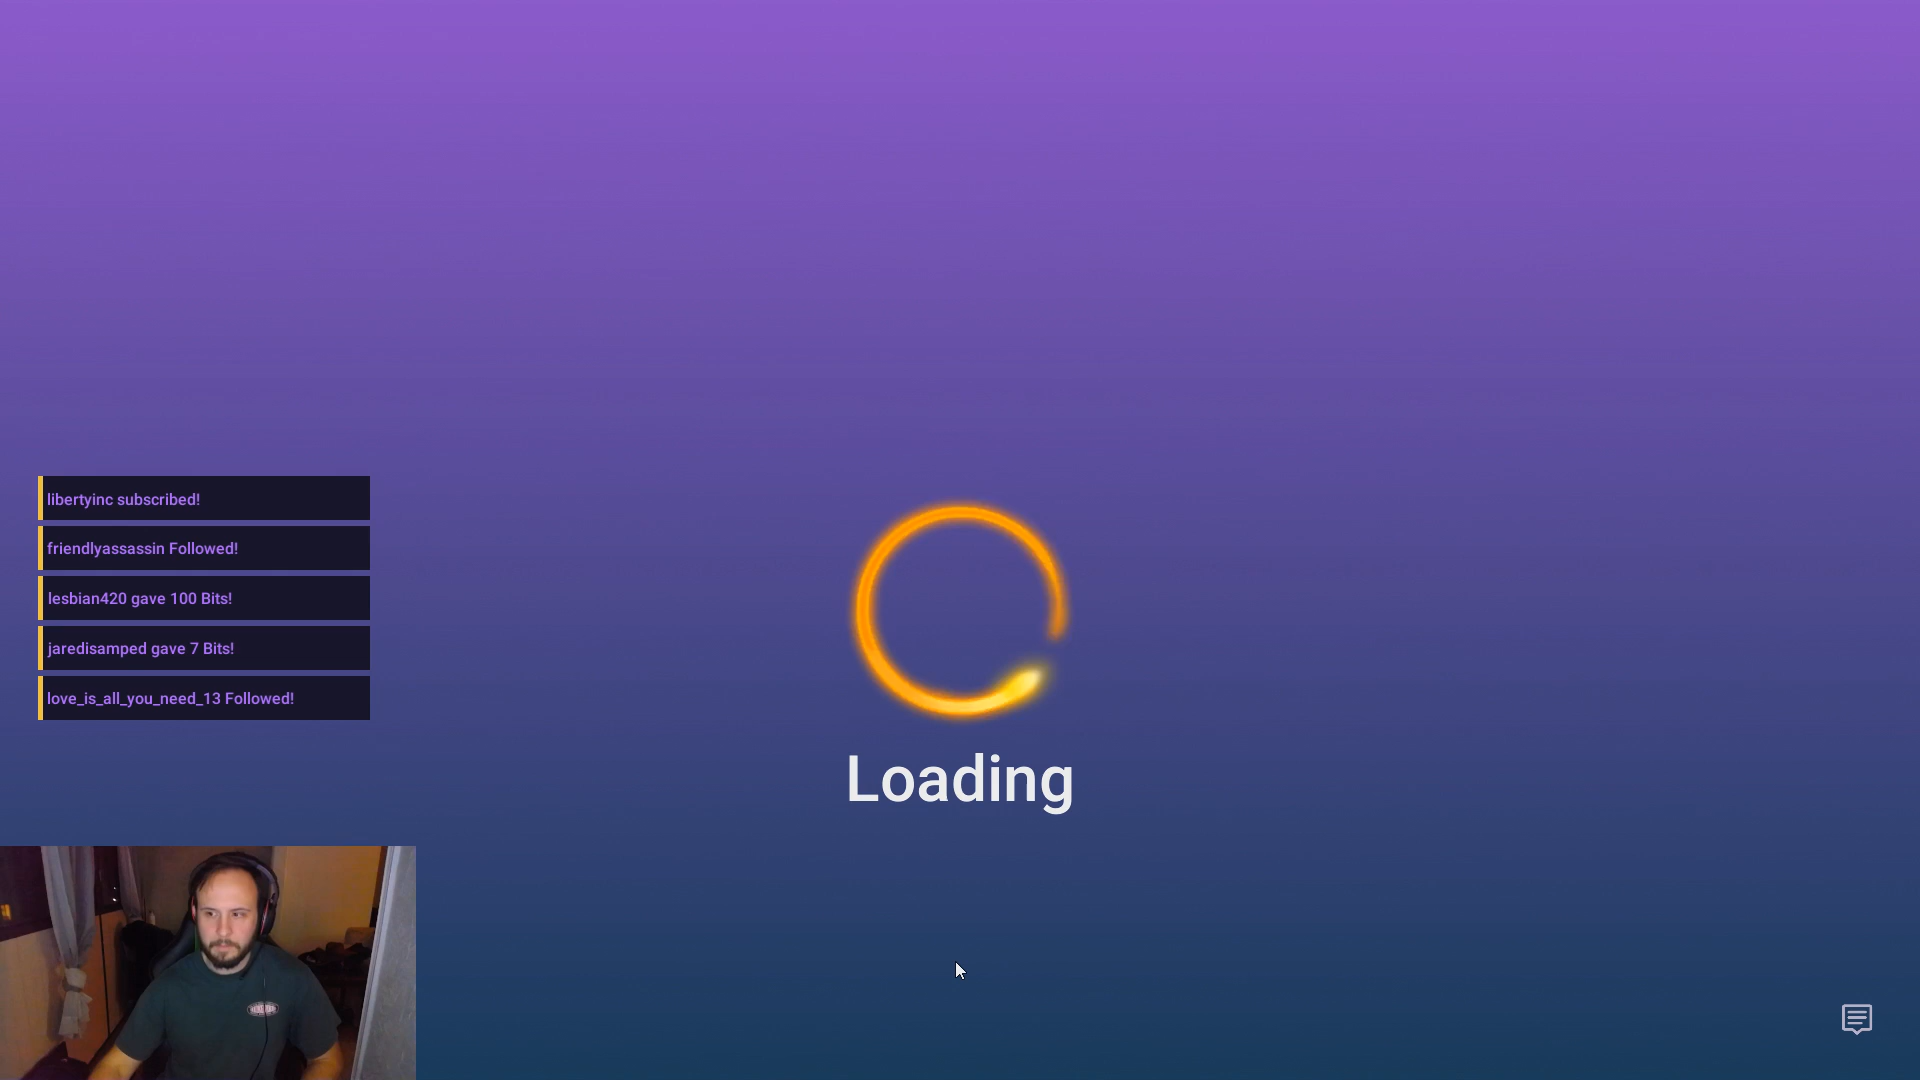 libertyinc subscribed!
friendlyassassin Followed!
lesbian420 gave 100 Bits!
jaredisamped gave 7 Bits!
love_is_all_you_need_13 Followed!
Loading